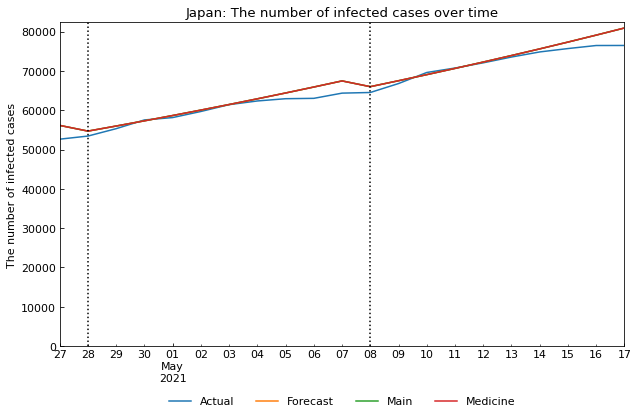 Japan: The number of infected cases over time
The number of infected cases
80000
70000
60000
50000
40000
30000
20000
10000
0
27 28 29 30 01 02 03 04 05 06 07 08 09 10 11 12 13 14 15 16 17
May
2021
Actual Forecast Main Medicine